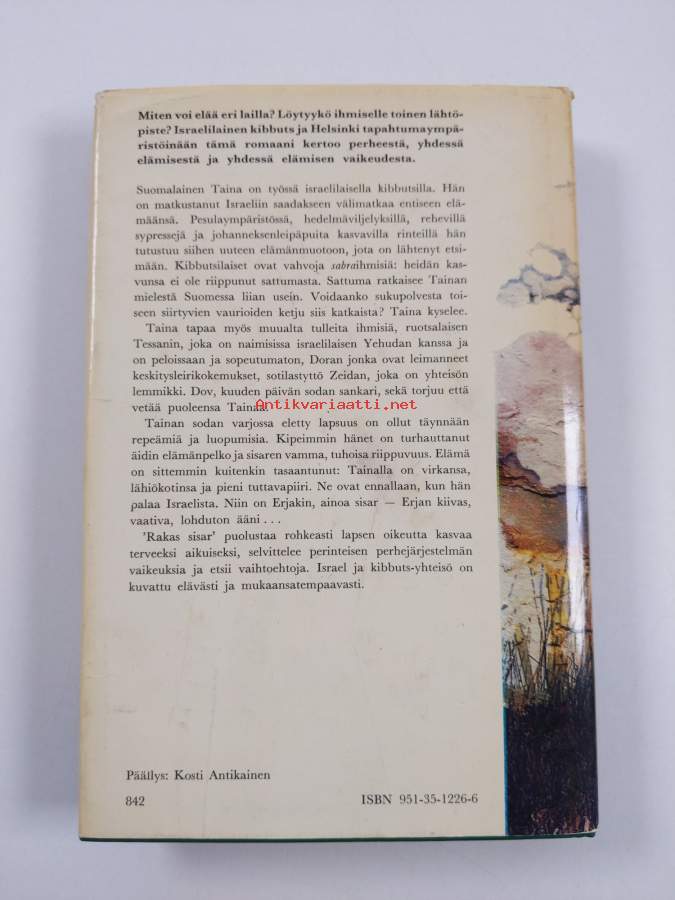 Miten voi elää eri lailla? Löytyykö ihmiselle toinen lähtö-
piste? Israelilainen kibbuts ja Helsinki tapahtumaympä-
ristöinään tämä romaani kertoo perheestä, yhdessä
elämisestä ja yhdessä elämisen vaikeudesta.
Suomalainen Taina on työssä israelilaisella kibbutsilla. Hän
on matkustanut Israeliin saadakseen välimatkaa entiseen elä-
määnsä. Pesulaympäristössä, hedelmäviljelyksillä, rehevillä
sypressejä ja johanneksenleipäpuita kasvavilla rinteillä hän
tutustuu siihen uuteen elämänmuotoon, jota on lähtenyt etsi-
mään. Kibbutsilaiset ovat vahvoja sabraihmisiä: heidän kas-
vunsa ei ole riippunut sattumasta. Sattuma ratkaisee Tainan
mielestä Suomessa liian usein. Voidaanko sukupolvesta toi-
seen siirtyvien vaurioiden ketju siis katkaista? Taina kyselee.
Taina tapaa myös muualta tulleita ihmisiä, ruotsalaisen
Tessanin, joka on naimisissa israelilaisen Yehudan kanssa ja
on peloissaan ja sopeutumaton, Doran jonka ovat leimanneet
keskitysleirikokemukset, sotilastyttö Zeidan, joka on yhteisön
lemmikki. Dov, kuuden päivän sodan sankari, sekä torjuu että
vetää puoleensa Tainaa.
Antikvariaatti.net
Tainan sodan varjossa eletty lapsuus on ollut täynnään
repeämiä ja luopumisia. Kipeimmin hänet on turhauttanut
äidin elämänpelko ja sisaren vamma, tuhoisa riippuvuus. Elämä
on sittemmin kuitenkin tasaantunut: Tainalla on virkansa,
lähiökotinsa ja pieni tuttavapiiri. Ne ovat ennallaan, kun hän
palaa Israelista. Niin on Erjakin, ainoa sisar — Erjan kiivas,
vaativa, lohduton ääni . . .
'Rakas sisar' puolustaa rohkeasti lapsen oikeutta kasvaa
terveeksi aikuiseksi, selvittelee perinteisen perhejärjestelmän
vaikeuksia ja etsii vaihtoehtoja. Israel ja kibbuts-yhteisö on
kuvattu elävästi ja mukaansatempaavasti.
Päällys: Kosti Antikainen
842 ISBN 951-35-1226-6